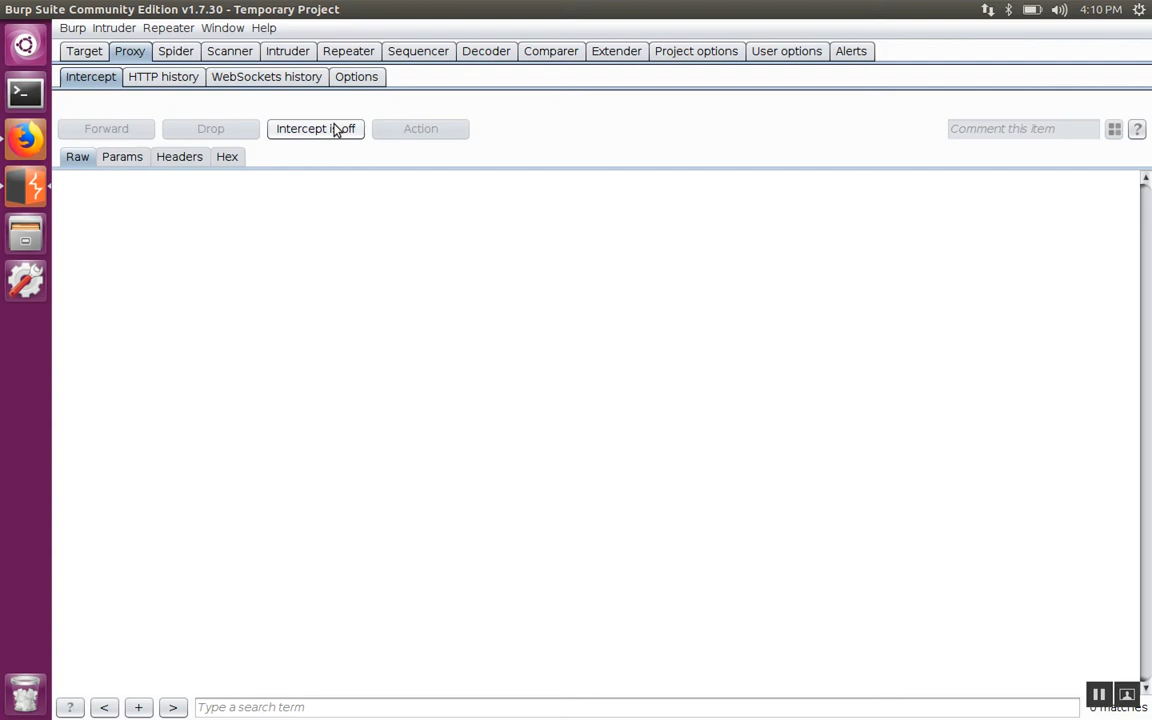 Burp Suite Community Edition v1.7.30 - Temporary Project
4:10 PM
Burp Intruder Repeater Window Help
Target Proxy Spider Scanner Intruder Repeater Sequencer Decoder Comparer Extender Project options User options Alerts
Intercept HTTP history WebSockets history Options
Forward Drop Intercept is off Action Comment this item ?
Raw Params Headers Hex
? < + > Type a search term 0 matches